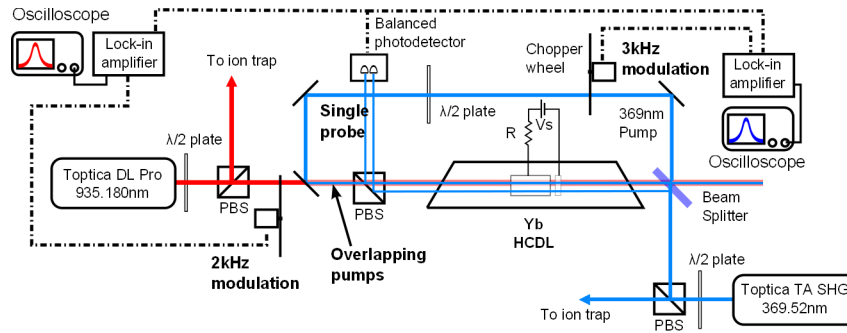 Oscilloscope
Lock-in
amplifier
To ion trap
λ/2 plate
Toptica DL Pro
935.180nm
PBS
2kHz
modulation
Balanced
photodetector
Single
probe
Overlapping
pumps
PBS
λ/2 plate
R
Vs
Yb
HCDL
Chopper
wheel
3kHz
modulation
369nm
Pump
Lock-in
amplifier
Oscilloscope
Beam
Splitter
λ/2 plate
To ion trap
PBS
Toptica TA SHG
369.52nm